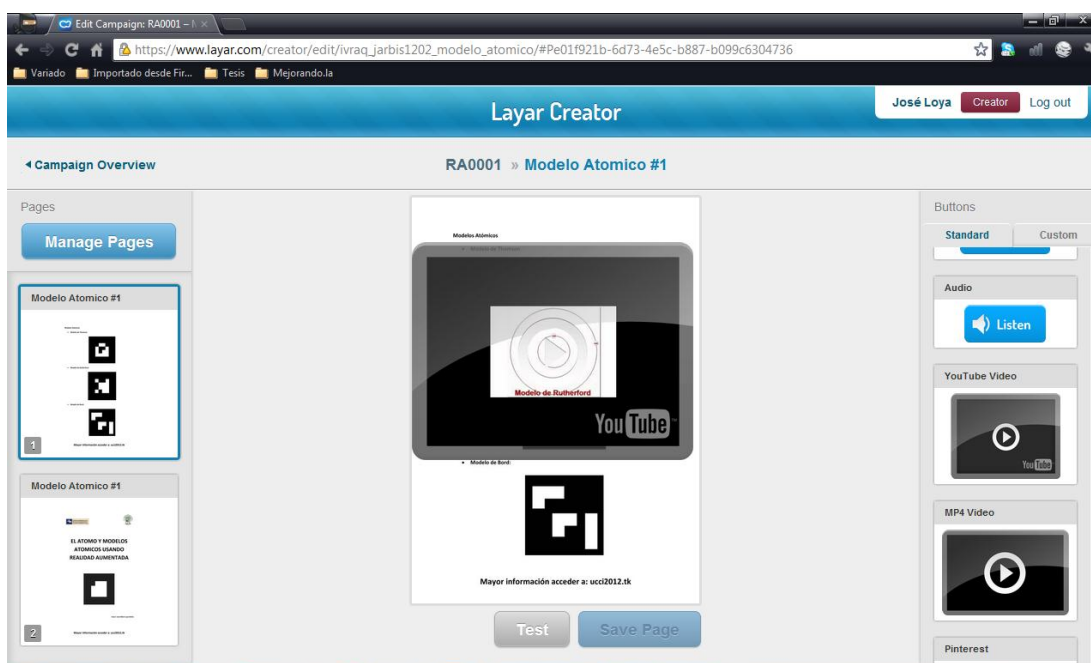 Edit Campaign: RA0001 – N
https://www.layar.com/creator/edit/ivraq_jarbis1202_modelo_atomico/#Pe01f921b-6d73-4e5c-b887-b099c6304736
Variado Importado desde Fir... Tesis Mejorando.la
Layar Creator
José Loya Creator Log out
Campaign Overview
RA0001 » Modelo Atomico #1
Pages
Manage Pages
Modelo Atomico #1
1
Modelo Atomico #1
EL ATOMO Y MODELOS
ATOMICOS USANDO
REALIDAD AUMENTADA
2
Modelos Atómicos
Modelo de Rutherford
YouTube
• Modelo de Bord:
Mayor información acceder a: ucci2012.tk
Test Save Page
Buttons
Standard Custom
Audio
Listen
YouTube Video
YouTube
MP4 Video
Pinterest